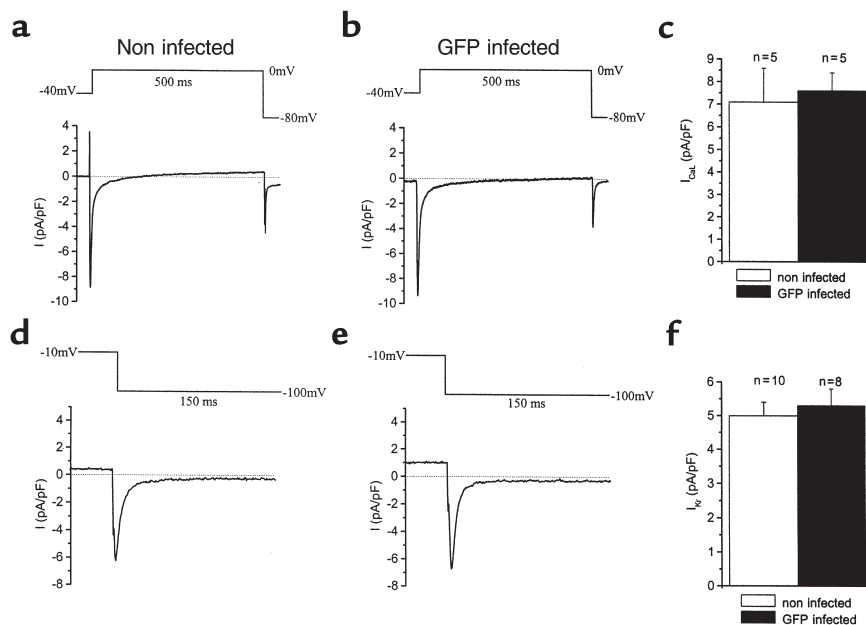 a
Non infected
-40mV
500 ms
0mV
-80mV
4
2
0
-2
-4
-6
-8
-10
I (pA/pF)
b
GFP infected
-40mV
500 ms
0mV
-80mV
4
2
0
-2
-4
-6
-8
-10
I (pA/pF)
c
n=5
n=5
9
8
7
6
5
4
3
2
1
0
ICaL (pA/pF)
non infected
GFP infected
d
-10mV
150 ms
-100mV
4
2
0
-2
-4
-6
-8
I (pA/pF)
e
-10mV
150 ms
-100mV
4
2
0
-2
-4
-6
-8
I (pA/pF)
f
n=10
n=8
6
5
4
3
2
1
0
IKr (pA/pF)
non infected
GFP infected